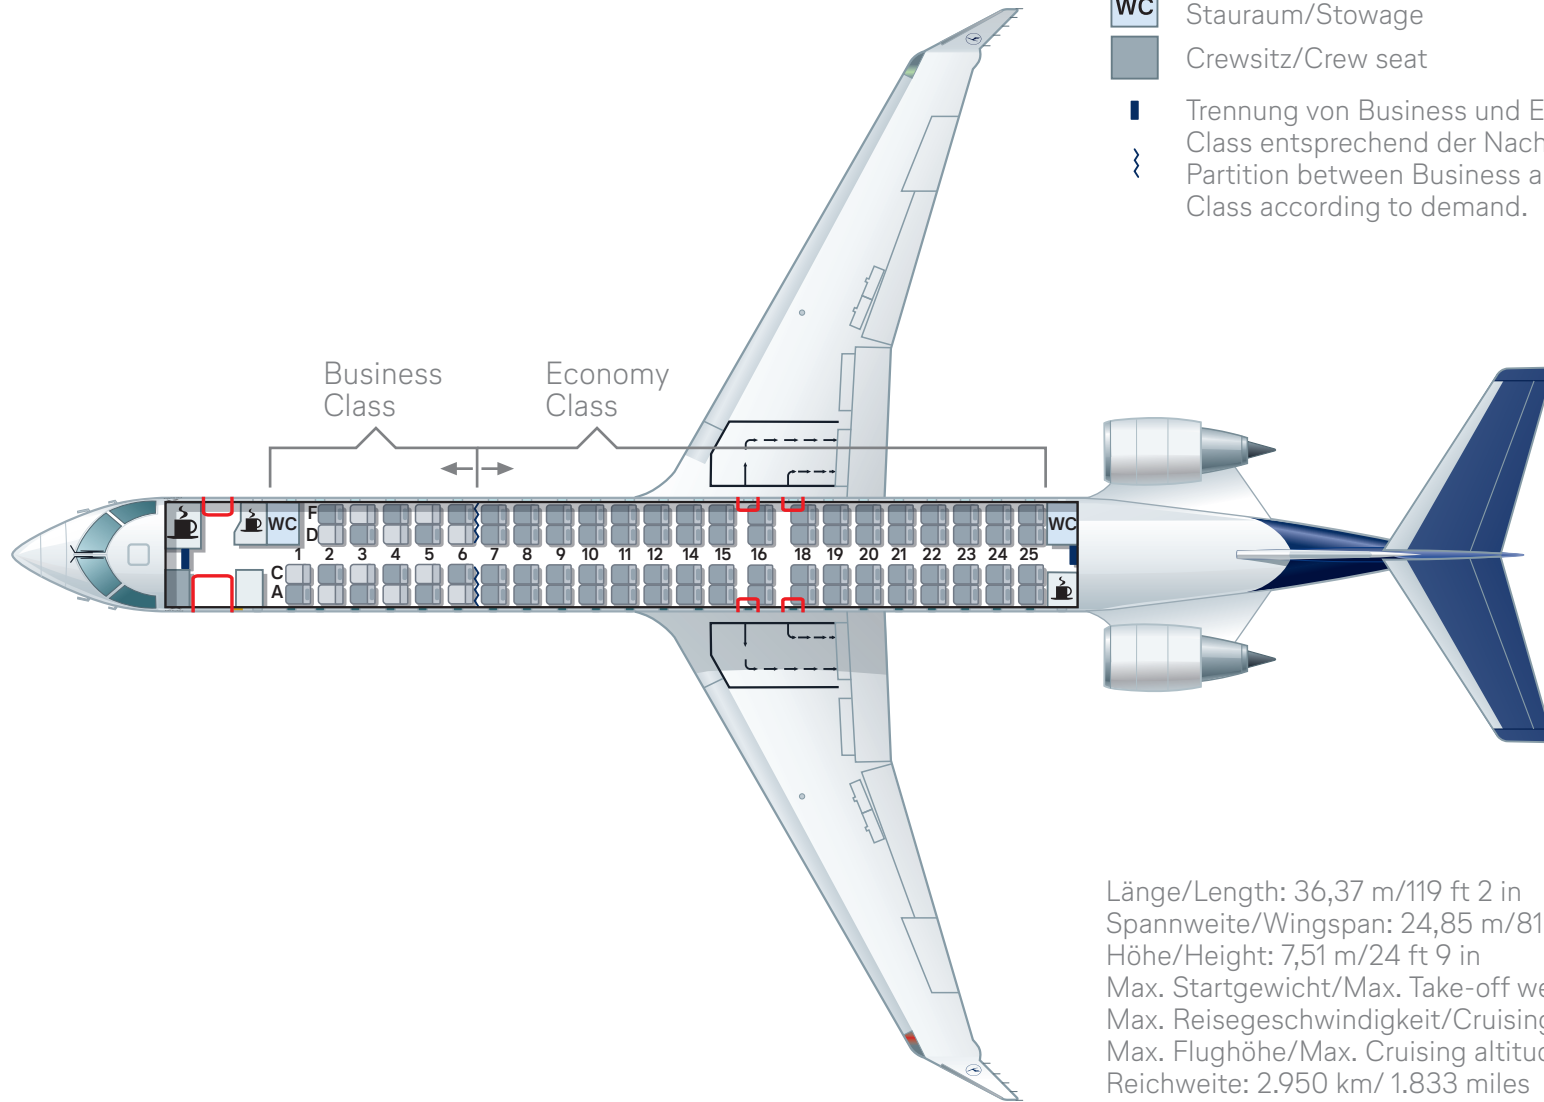 WC
Stauraum/Stowage
Crewsitz/Crew seat
Trennung von Business und E
Class entsprechend der Nach
Partition between Business a
Class according to demand.
Business
Class
Economy
Class
WC
F
D
WC
1 2 3 4 5 6 7 8 9 10 11 12 14 15 16 18 19 20 21 22 23 24 25
C
A
Länge/Length: 36,37 m/119 ft 2 in
Spannweite/Wingspan: 24,85 m/81
Höhe/Height: 7,51 m/24 ft 9 in
Max. Startgewicht/Max. Take-off we
Max. Reisegeschwindigkeit/Cruising
Max. Flughöhe/Max. Cruising altitud
Reichweite: 2.950 km/ 1.833 miles